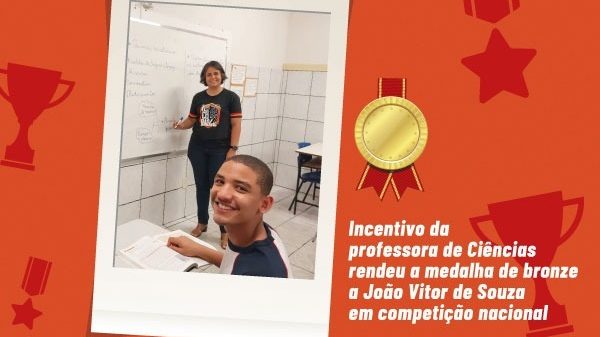 Incentivo da
professora de Ciências
rendeu a medalha de bronze
a João Vitor de Souza
em competição nacional